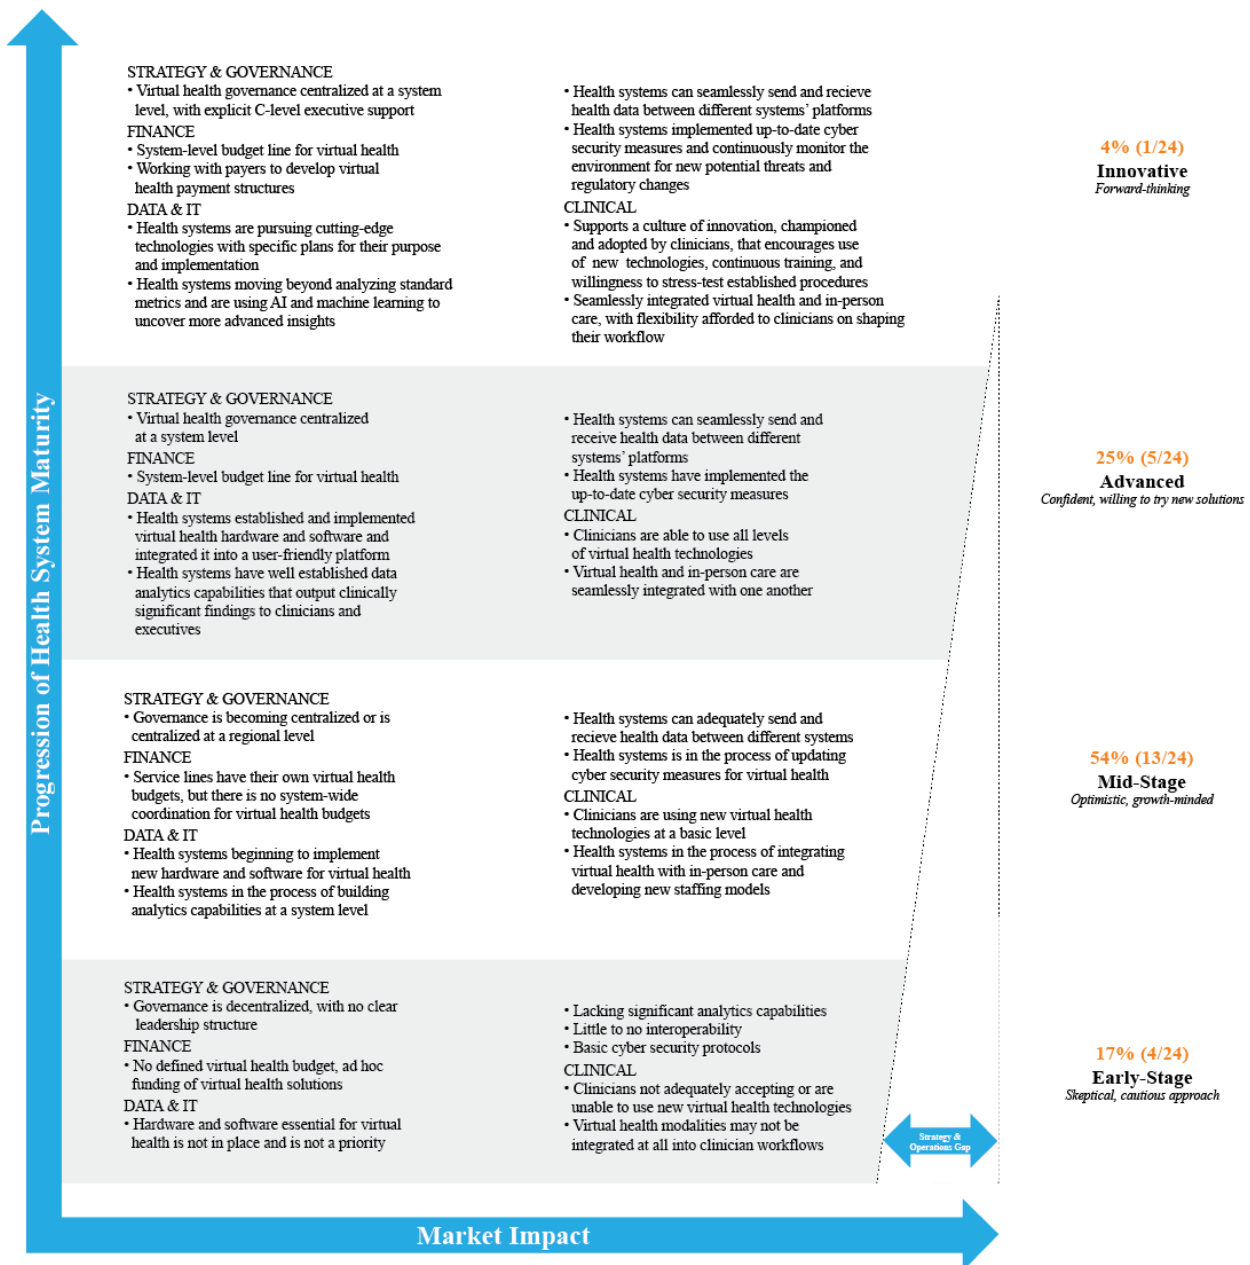 STRATEGY & GOVERNANCE
• Virtual health governance centralized at a system
level, with explicit C-level executive support
FINANCE
• System-level budget line for virtual health
• Working with payers to develop virtual
health payment structures
DATA & IT
• Health systems are pursuing cutting-edge
technologies with specific plans for their purpose
and implementation
• Health systems moving beyond analyzing standard
metrics and are using AI and machine learning to
uncover more advanced insights
• Health systems can seamlessly send and recieve
health data between different systems' platforms
• Health systems implemented up-to-date cyber
security measures and continuously monitor the
environment for new potential threats and
regulatory changes
CLINICAL
• Supports a culture of innovation, championed
and adopted by clinicians, that encourages use
of new technologies, continuous training, and
willingness to stress-test established procedures
• Seamlessly integrated virtual health and in-person
care, with flexibility afforded to clinicians on shaping
their workflow
4% (1/24)
Innovative
Forward-thinking
STRATEGY & GOVERNANCE
• Virtual health governance centralized
at a system level
FINANCE
• System-level budget line for virtual health
DATA & IT
• Health systems established and implemented
virtual health hardware and software and
integrated it into a user-friendly platform
• Health systems have well established data
analytics capabilities that output clinically
significant findings to clinicians and
executives
• Health systems can seamlessly send and
receive health data between different
systems' platforms
• Health systems have implemented the
up-to-date cyber security measures
CLINICAL
• Clinicians are able to use all levels
of virtual health technologies
• Virtual health and in-person care are
seamlessly integrated with one another
25% (5/24)
Advanced
Confident, willing to try new solutions
STRATEGY & GOVERNANCE
• Governance is becoming centralized or is
centralized at a regional level
FINANCE
• Service lines have their own virtual health
budgets, but there is no system-wide
coordination for virtual health budgets
DATA & IT
• Health systems beginning to implement
new hardware and software for virtual health
• Health systems in the process of building
analytics capabilities at a system level
• Health systems can adequately send and
recieve health data between different systems
• Health systems is in the process of updating
cyber security measures for virtual health
CLINICAL
• Clinicians are using new virtual health
technologies at a basic level
• Health systems in the process of integrating
virtual health with in-person care and
developing new staffing models
54% (13/24)
Mid-Stage
Optimistic, growth-minded
STRATEGY & GOVERNANCE
• Governance is decentralized, with no clear
leadership structure
FINANCE
• No defined virtual health budget, ad hoc
funding of virtual health solutions
DATA & IT
• Hardware and software essential for virtual
health is not in place and is not a priority
• Lacking significant analytics capabilities
• Little to no interoperability
• Basic cyber security protocols
CLINICAL
• Clinicians not adequately accepting or are
unable to use new virtual health technologies
• Virtual health modalities may not be
integrated at all into clinician workflows
17% (4/24)
Early-Stage
Skeptical, cautious approach
Strategy &
Operations Gap
Progression of Health System Maturity
Market Impact